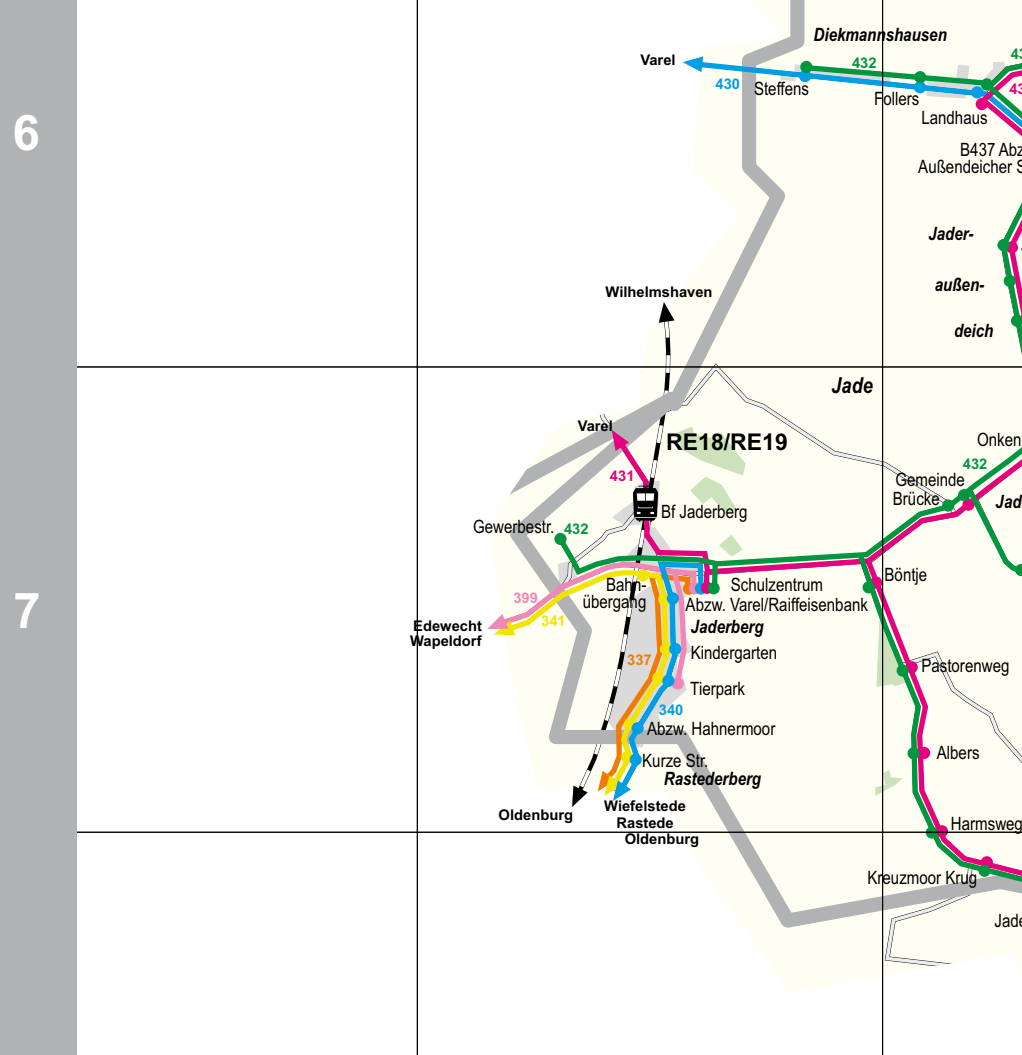 Diekmannshausen
Varel
432
430
Steffens
Follers
Landhaus
B437 Abz
Außendeicher S
6
Jader-
außen-
deich
Wilhelmshaven
Jade
Varel
RE18/RE19
431
Onken
432
Gemeinde
Brücke
Jad
Bf Jaderberg
Gewerbestr.
432
Böntje
Schulzentrum
Bahn-
übergang
Abzw. Varel/Raiffeisenbank
399
341
Edewecht
Wapeldorf
7
Jaderberg
Kindergarten
337
Pastorenweg
Tierpark
340
Abzw. Hahnermoor
Albers
Kurze Str.
Rastederberg
Oldenburg
Wiefelstede
Rastede
Oldenburg
Harmsweg
Kreuzmoor Krug
Jade